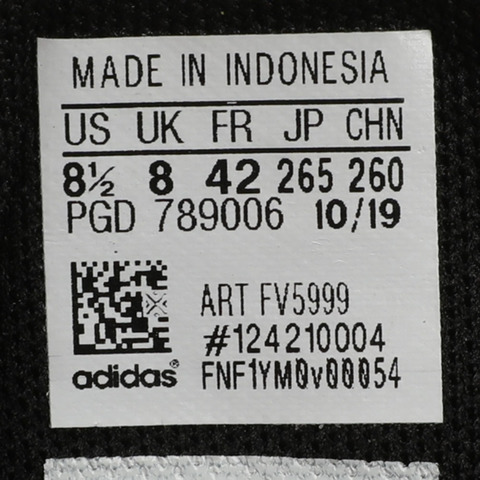 MADE IN INDONESIA
US UK FR JP CHN
8½ 8 42 265 260
PGD 789006 10/19
ART FV5999
#124210004
adidas® FNF1YM0v00054